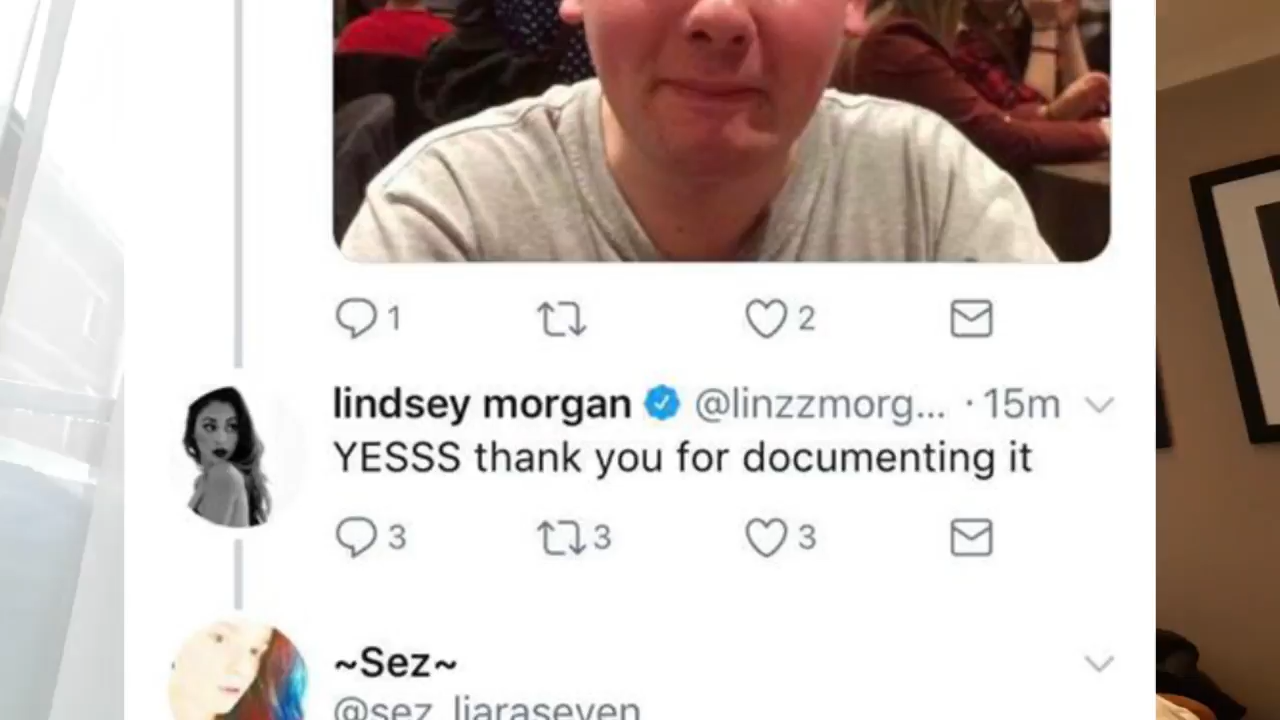 1
2
lindsey morgan @linzzmorg... · 15m
YESSS thank you for documenting it
3 3 3
~Sez~
@sez_liaraseven